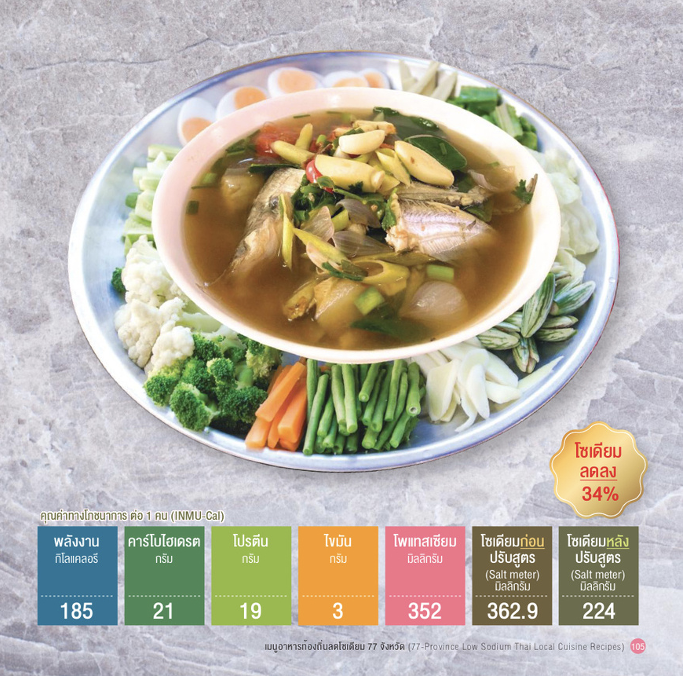 โซเดียม
ลดลง
34%
คุณค่าทางโภชนาการ ต่อ 1 คน (INMU-Cal)
พลังงาน
กิโลแคลอรี
185
คาร์โบไฮเดรต
กรัม
21
โปรตีน
กรัม
19
ไขมัน
กรัม
3
โพแทสเซียม
มิลลิกรัม
352
โซเดียมก่อน
ปรับสูตร
(Salt meter)
มิลลิกรัม
362.9
โซเดียมหลัง
ปรับสูตร
(Salt meter)
มิลลิกรัม
224
เมนูอาหารท้องถิ่นลดโซเดียม 77 จังหวัด (77-Province Low Sodium Thai Local Cuisine Recipes) 105